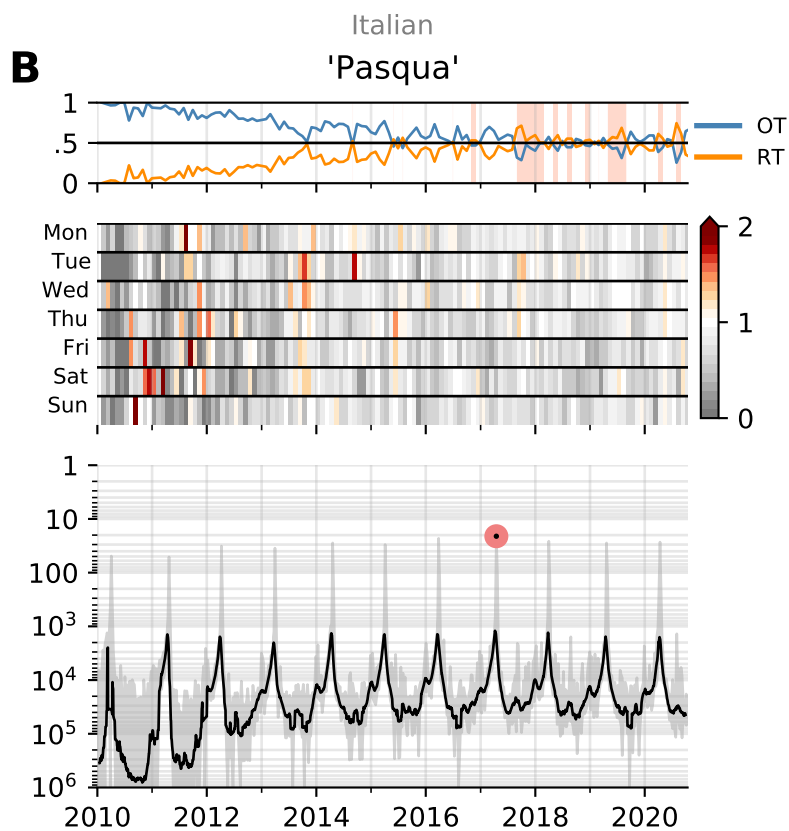 Italian
B
'Pasqua'
1
.5
0
OT
RT
Mon
Tue
Wed
Thu
Fri
Sat
Sun
2
1
0
1
10
100
10³
10⁴
10⁵
10⁶
2010 2012 2014 2016 2018 2020